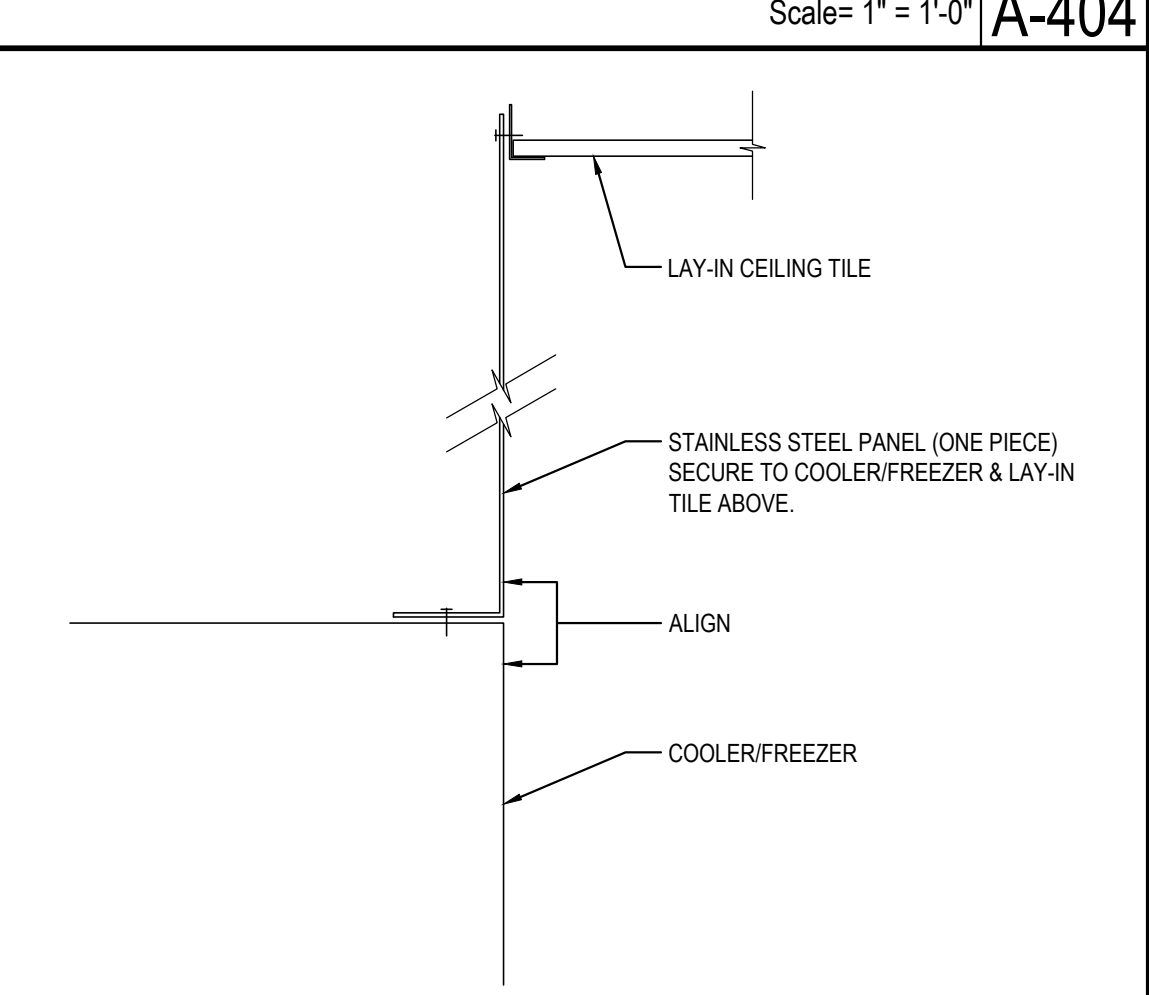 Scale= 1" = 1'-0"
A-404
LAY-IN CEILING TILE
STAINLESS STEEL PANEL (ONE PIECE)
SECURE TO COOLER/FREEZER & LAY-IN
TILE ABOVE.
ALIGN
COOLER/FREEZER